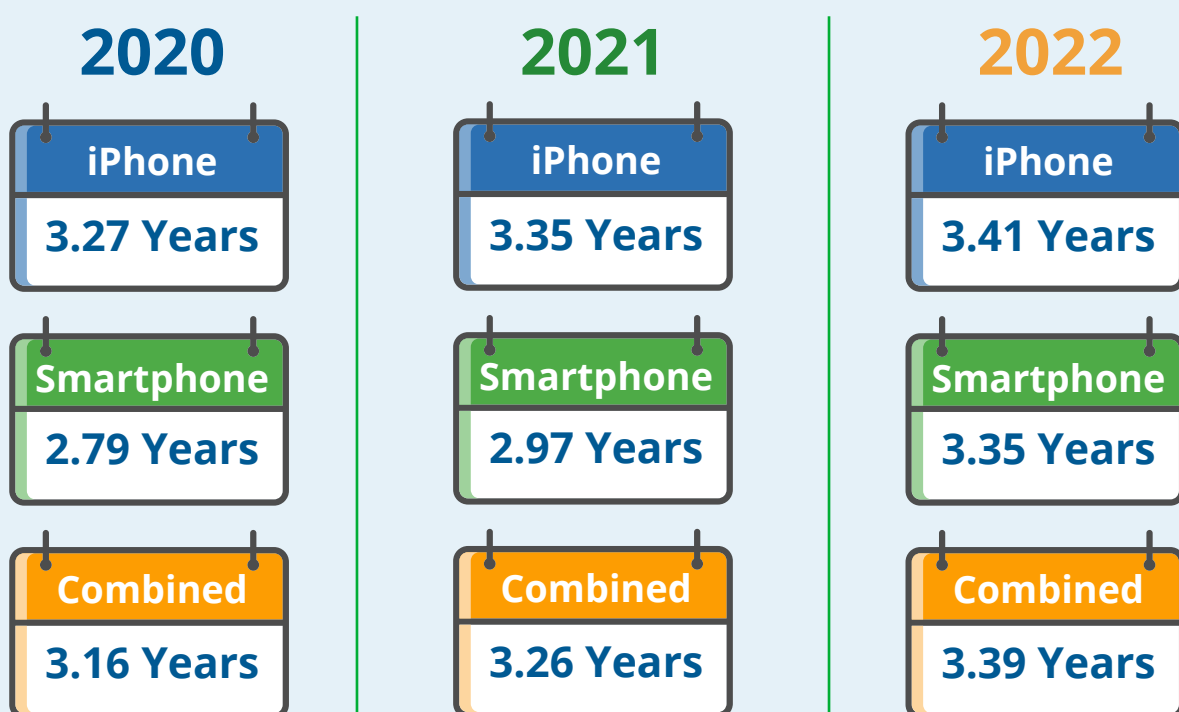 2020
iPhone
3.27 Years
Smartphone
2.79 Years
Combined
3.16 Years
2021
iPhone
3.35 Years
Smartphone
2.97 Years
Combined
3.26 Years
2022
iPhone
3.41 Years
Smartphone
3.35 Years
Combined
3.39 Years